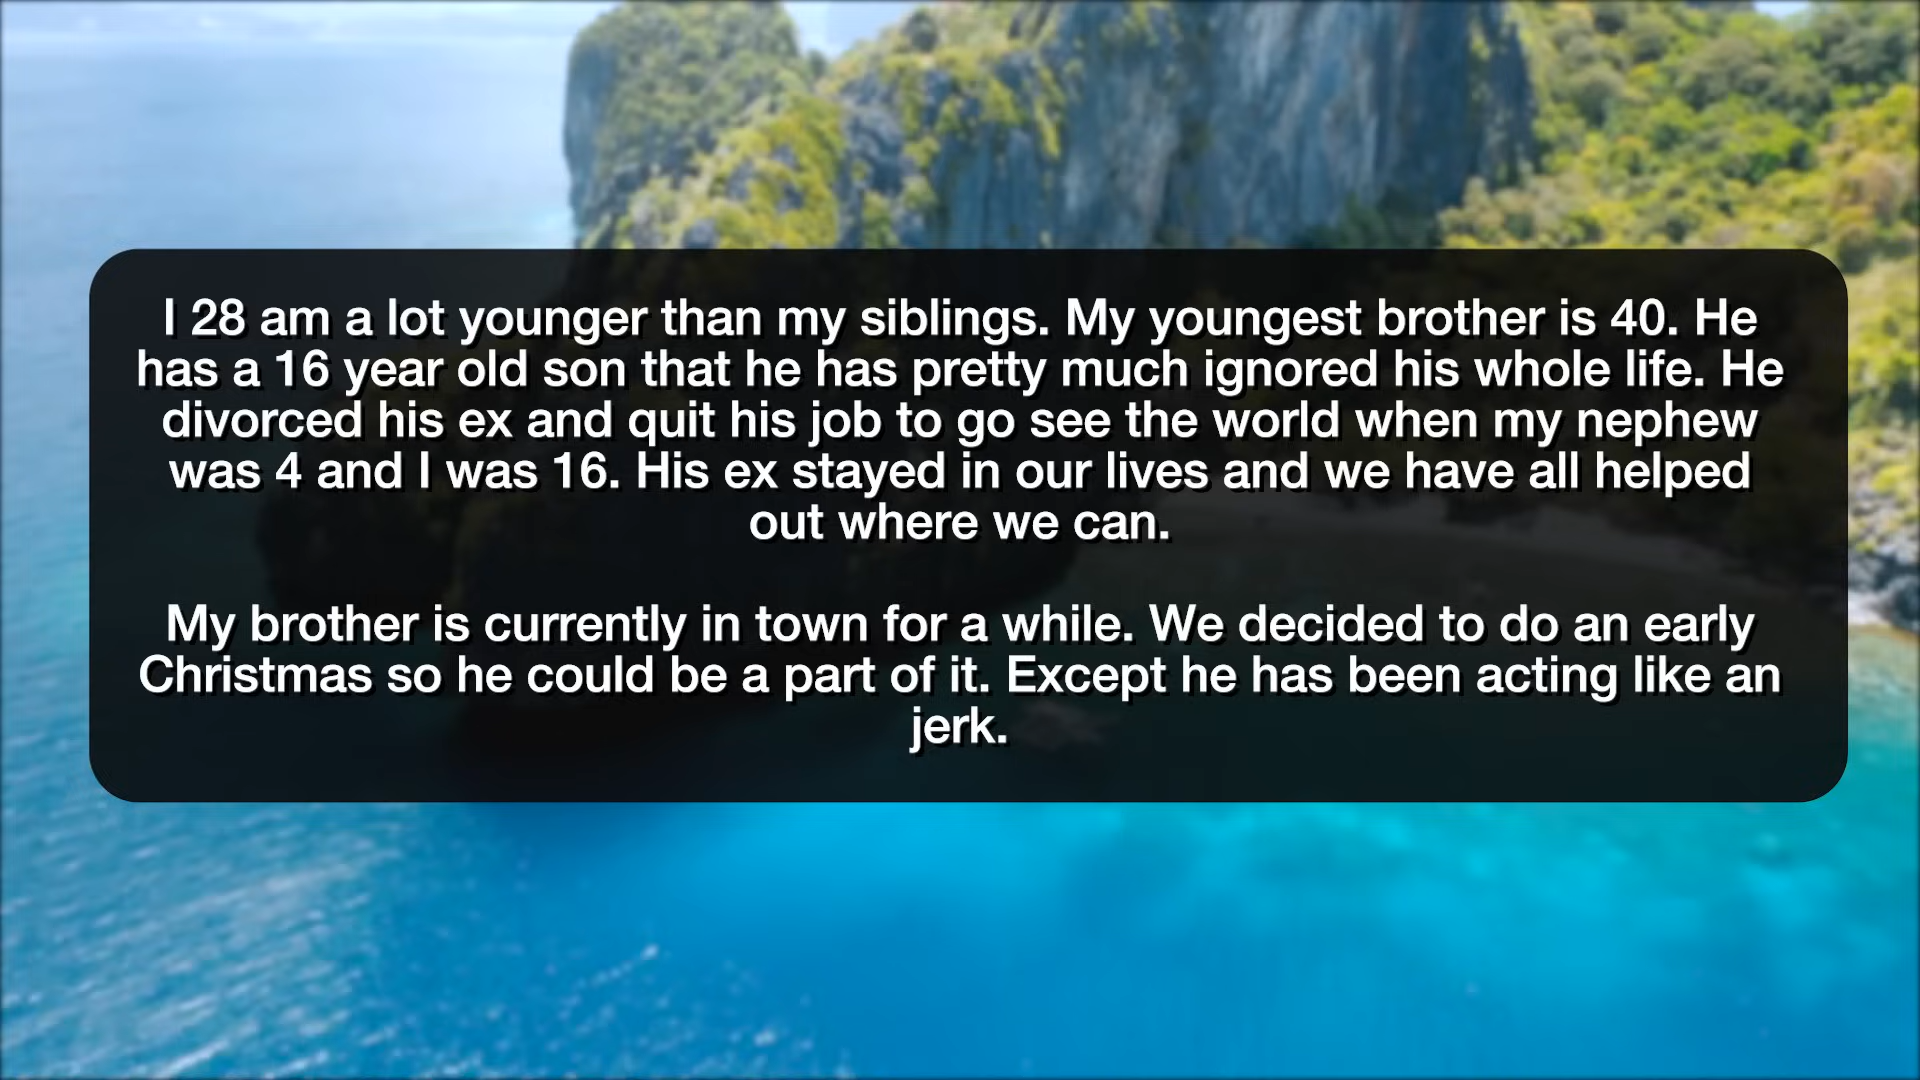 I 28 am a lot younger than my siblings. My youngest brother is 40. He
has a 16 year old son that he has pretty much ignored his whole life. He
divorced his ex and quit his job to go see the world when my nephew
was 4 and I was 16. His ex stayed in our lives and we have all helped
out where we can.
My brother is currently in town for a while. We decided to do an early
Christmas so he could be a part of it. Except he has been acting like an
jerk.